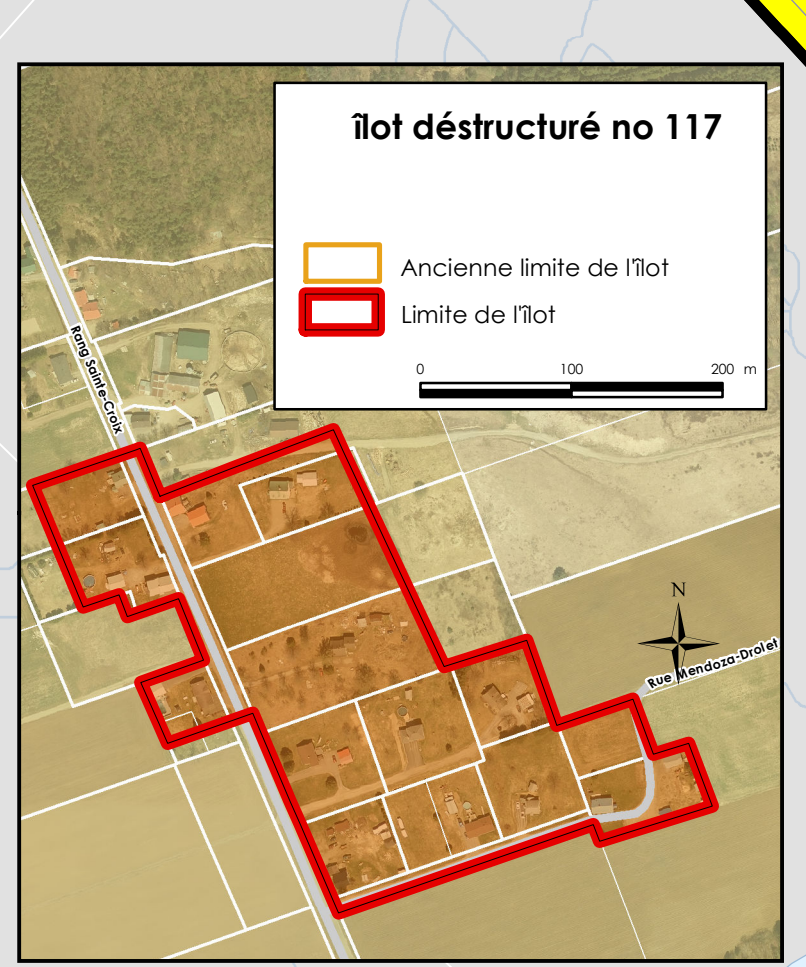 îlot déstructuré no 117
Ancienne limite de l'îlot
Limite de l'îlot
0 100 200 m
Rang Sainte-Croix
N
Rue Mendoza-Drolet